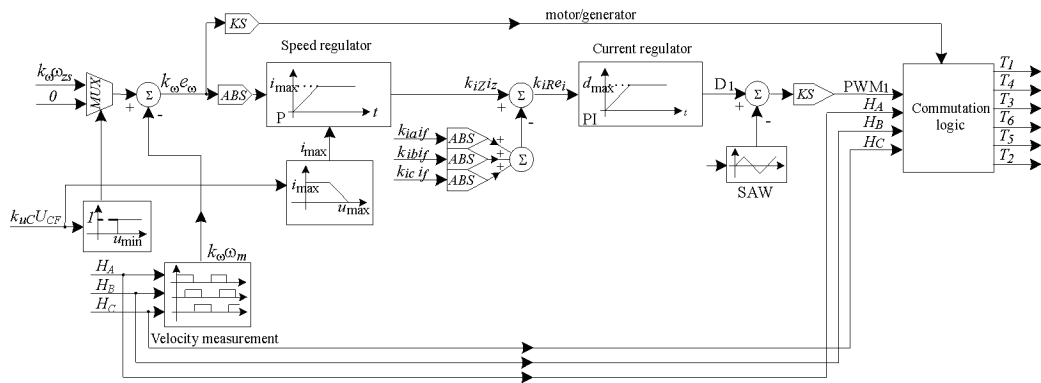 KS
motor/generator
Speed regulator
Current regulator
kωωzs
0
MUX
Σ
+
-
kωeω
ABS
imax
P
t
kiZiz
+
Σ
-
kiRei
dmax
PI
t
D1
+
Σ
-
KS
PWM1
HA
HB
HC
Commutation
logic
T1
T4
T3
T6
T5
T2
kiaif
ABS
+
kibif
ABS
+
Σ
kicif
ABS
+
SAW
imax
imax
umax
kuCUCF
1
umin
kωωm
HA
HB
HC
Velocity measurement